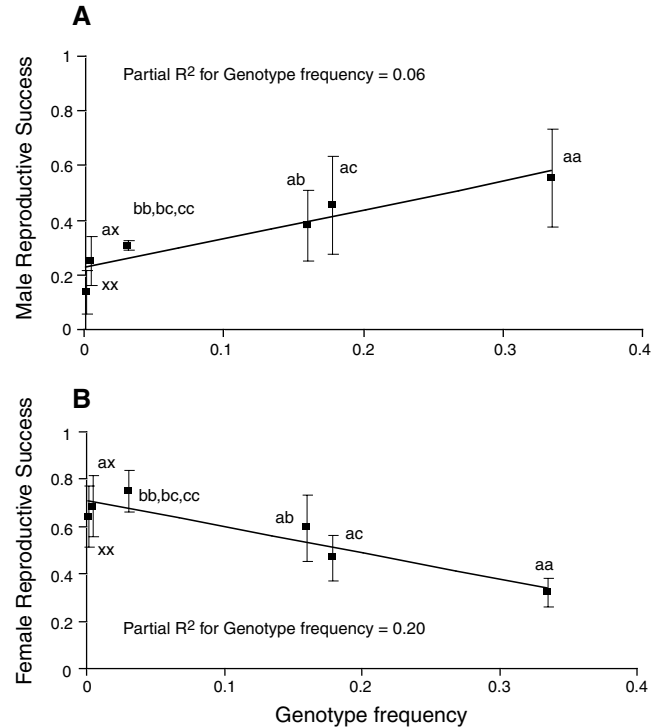 A
Male Reproductive Success
1
0.8
0.6
0.4
0.2
0
Partial R² for Genotype frequency = 0.06
aa
ac
ab
bb,bc,cc
ax
xx
0 0.1 0.2 0.3 0.4
B
Female Reproductive Success
1
0.8
0.6
0.4
0.2
0
ax
bb,bc,cc
xx
ab
ac
aa
Partial R² for Genotype frequency = 0.20
0 0.1 0.2 0.3 0.4
Genotype frequency